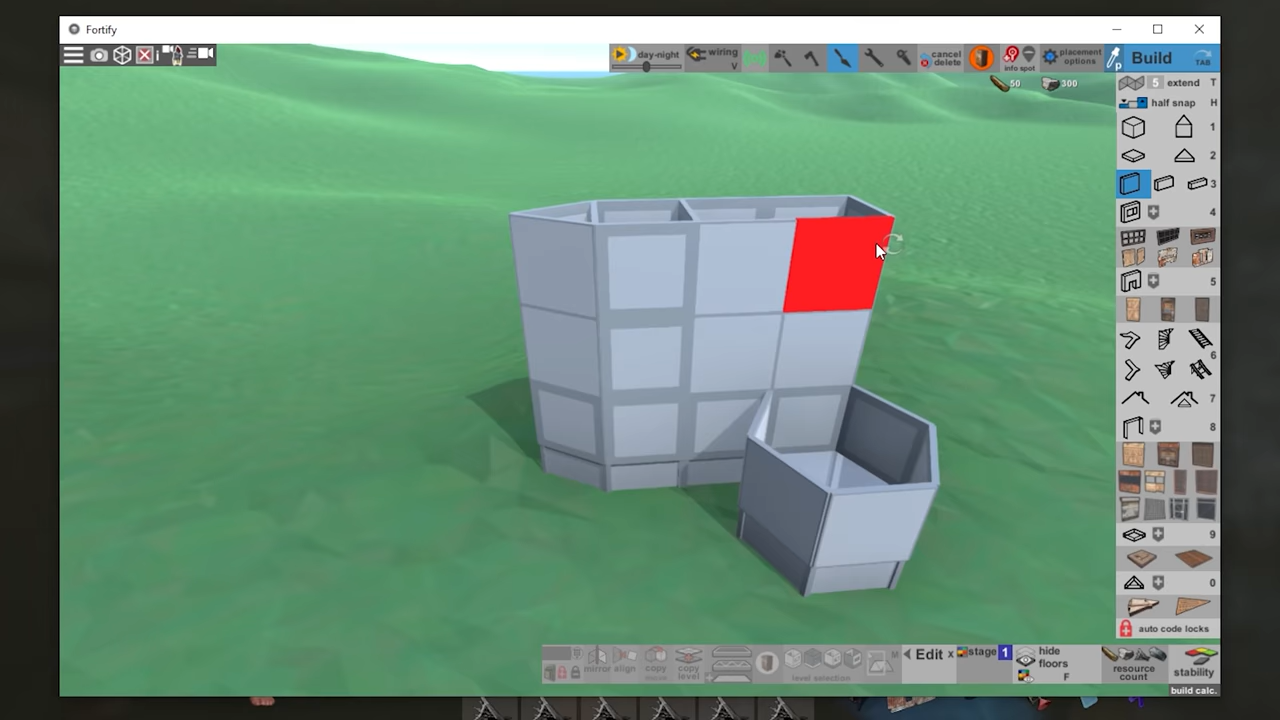 Fortify
day-night
wiring
V
cancel
delete
info spot
placement
options
P
Build
TAB
50
300
5 extend T
half snap H
1
2
3
4
5
6
7
8
9
0
auto code locks
mirror
align
copy
copy
level
level selection
M
Edit
x
stage 1
hide
floors
F
resource
count
stability
build calc.